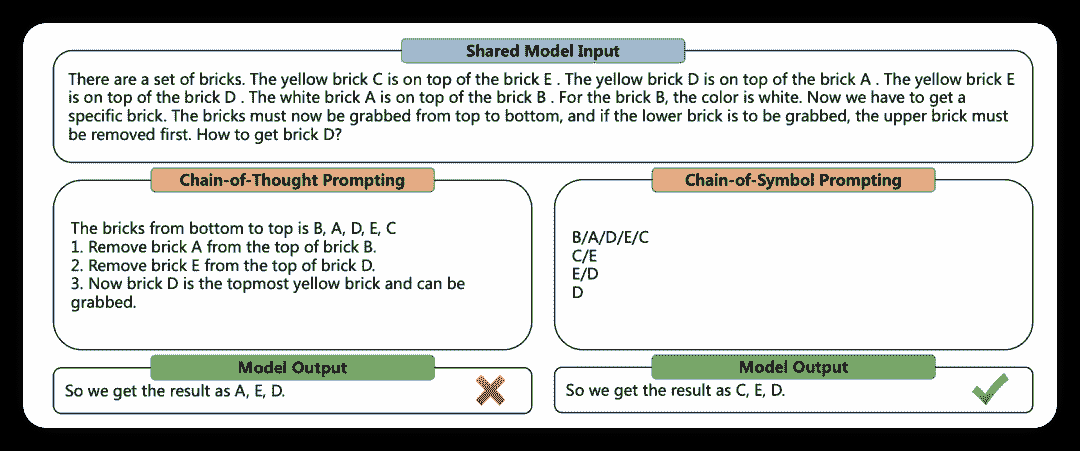 Shared Model Input
There are a set of bricks. The yellow brick C is on top of the brick E . The yellow brick D is on top of the brick A . The yellow brick E
is on top of the brick D . The white brick A is on top of the brick B . For the brick B, the color is white. Now we have to get a
specific brick. The bricks must now be grabbed from top to bottom, and if the lower brick is to be grabbed, the upper brick must
be removed first. How to get brick D?
Chain-of-Thought Prompting
The bricks from bottom to top is B, A, D, E, C
1. Remove brick A from the top of brick B.
2. Remove brick E from the top of brick D.
3. Now brick D is the topmost yellow brick and can be
grabbed.
Model Output
So we get the result as A, E, D.
Chain-of-Symbol Prompting
B/A/D/E/C
C/E
E/D
D
Model Output
So we get the result as C, E, D.